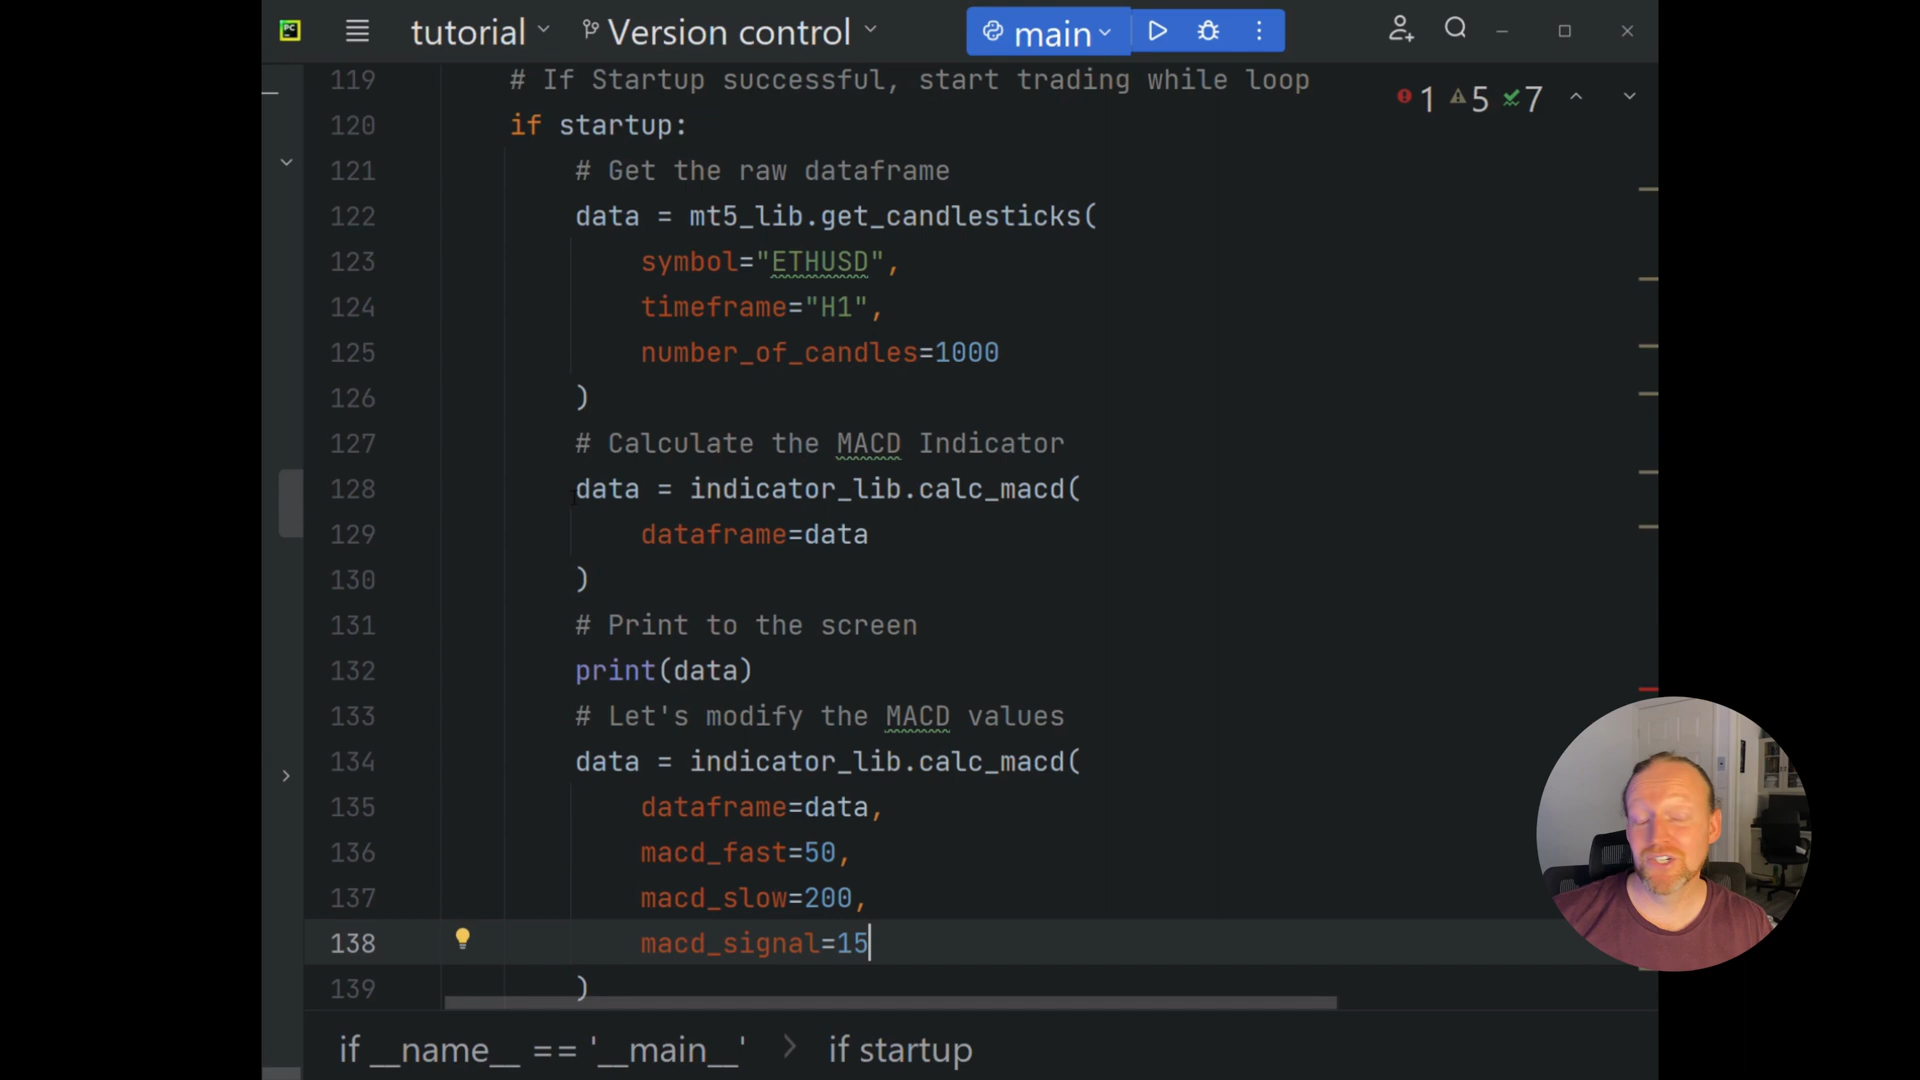 PC
tutorial
Version control
main
1 5 7
119 # If Startup successful, start trading while loop
120 if startup:
121 # Get the raw dataframe
122 data = mt5_lib.get_candlesticks(
123 symbol="ETHUSD",
124 timeframe="H1",
125 number_of_candles=1000
126 )
127 # Calculate the MACD Indicator
128 data = indicator_lib.calc_macd(
129 dataframe=data
130 )
131 # Print to the screen
132 print(data)
133 # Let's modify the MACD values
134 data = indicator_lib.calc_macd(
135 dataframe=data,
136 macd_fast=50,
137 macd_slow=200,
138 macd_signal=15
139 )
if __name__ == '__main__' > if startup